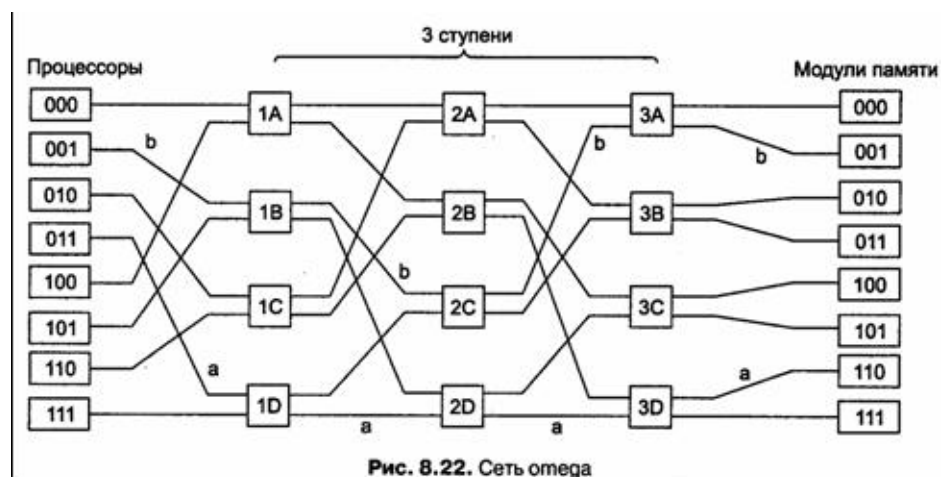 3 ступени
Процессоры Модули памяти
000 1A 2A 3A 000
001 b b b 001
010 010
1B 2B 3B
011 011
100 b 100
1C 2C 3C
101 101
110 a a 110
1D 2D 3D
111 a a 111
Рис. 8.22. Сеть omega